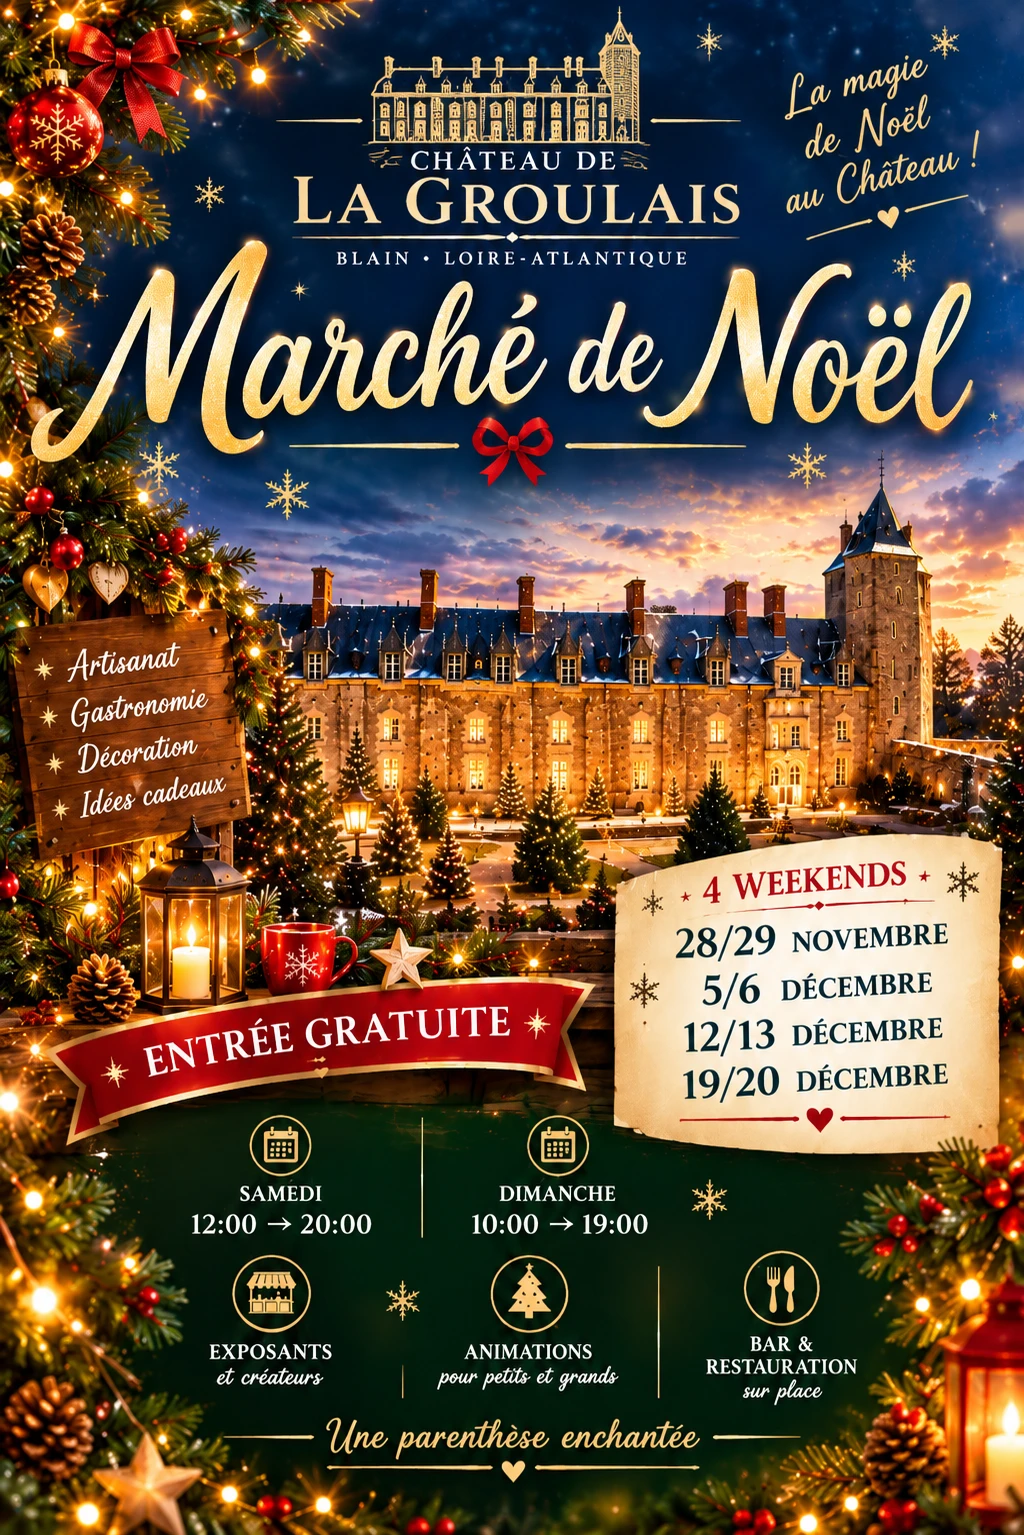 CHÂTEAU DE
LA GROULAIS
BLAIN • LOIRE-ATLANTIQUE
La magie
de Noël
au Château !
Marché de Noël
Artisanat
Gastronomie
Décoration
Idées cadeaux
4 WEEKENDS
28/29 NOVEMBRE
5/6 DÉCEMBRE
12/13 DÉCEMBRE
19/20 DÉCEMBRE
ENTRÉE GRATUITE
SAMEDI
12:00 → 20:00
DIMANCHE
10:00 → 19:00
EXPOSANTS
et créateurs
ANIMATIONS
pour petits et grands
BAR &
RESTAURATION
sur place
Une parenthèse enchantée